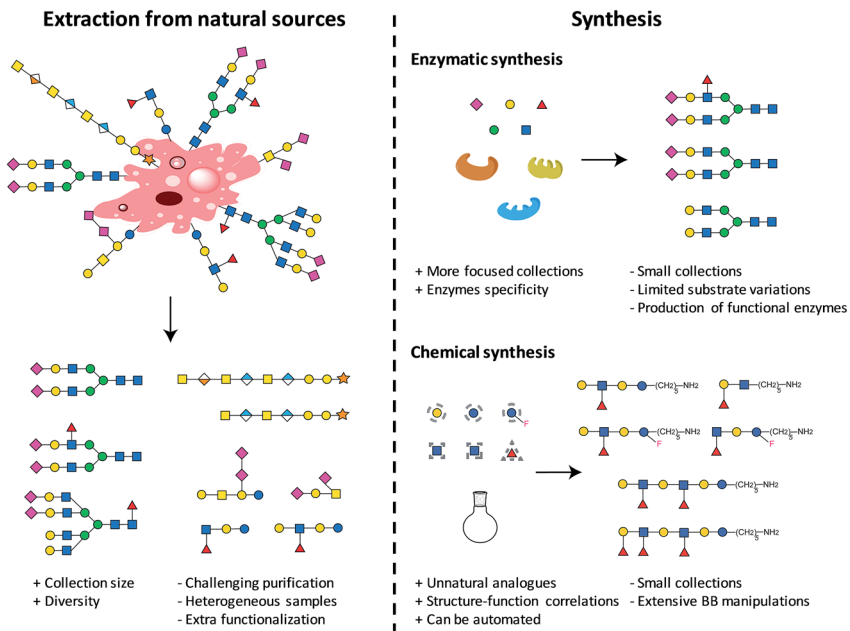 Extraction from natural sources
+ Collection size
+ Diversity
- Challenging purification
- Heterogeneous samples
- Extra functionalization
Synthesis
Enzymatic synthesis
+ More focused collections
+ Enzymes specificity
- Small collections
- Limited substrate variations
- Production of functional enzymes
Chemical synthesis
F
(CH2)5–NH2
(CH2)5–NH2
(CH2)5–NH2
F
(CH2)5–NH2
F
(CH2)5–NH2
(CH2)5–NH2
+ Unnatural analogues
+ Structure-function correlations
+ Can be automated
- Small collections
- Extensive BB manipulations